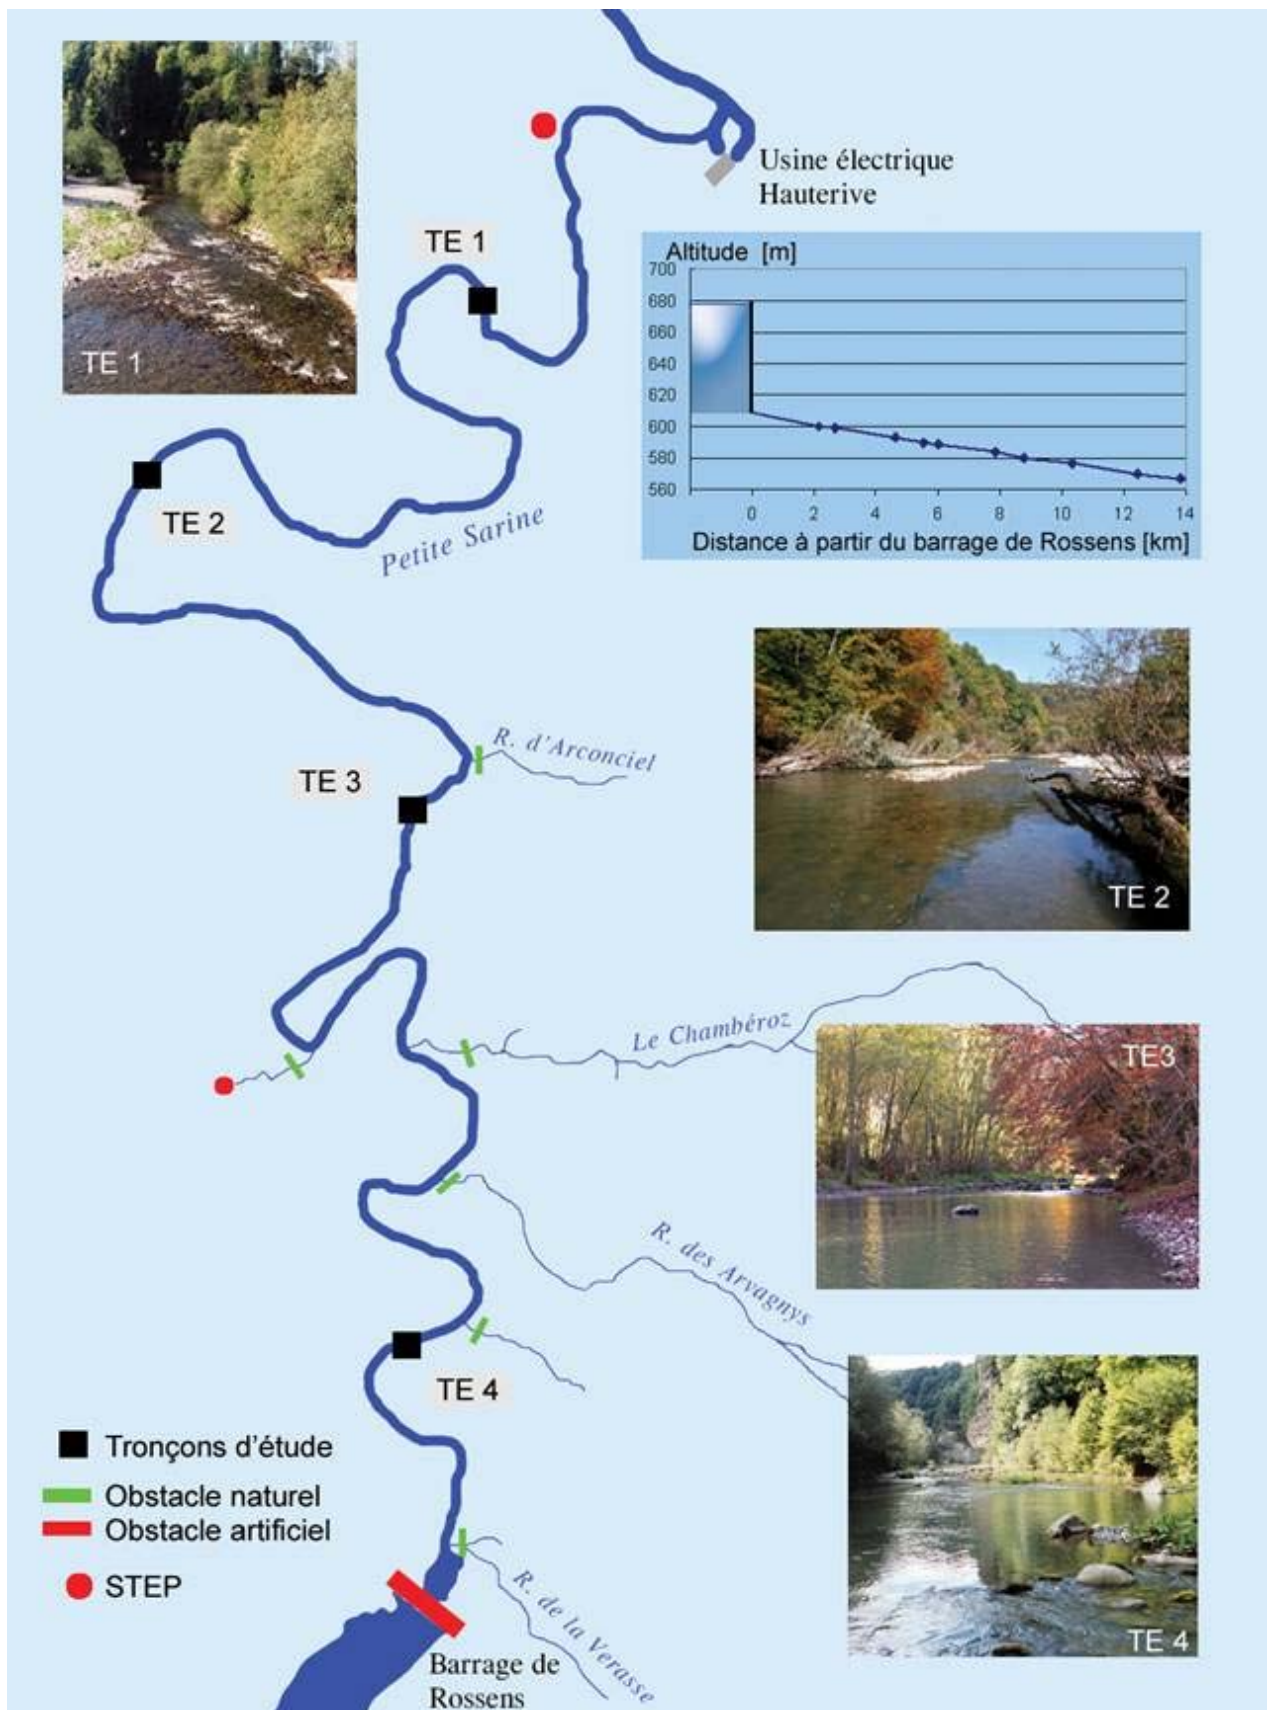 Usine électrique
Hauterive
TE 1
TE 1
Altitude [m]
700
680
660
640
620
600
580
560
0 2 4 6 8 10 12 14
Distance à partir du barrage de Rossens [km]
TE 2
Petite Sarine
R. d'Arconciel
TE 3
TE 2
Le Chambéroz
TE3
R. des Arvagnys
TE 4
Tronçons d'étude
Obstacle naturel
Obstacle artificiel
STEP
R. de la Verasse
TE 4
Barrage de
Rossens